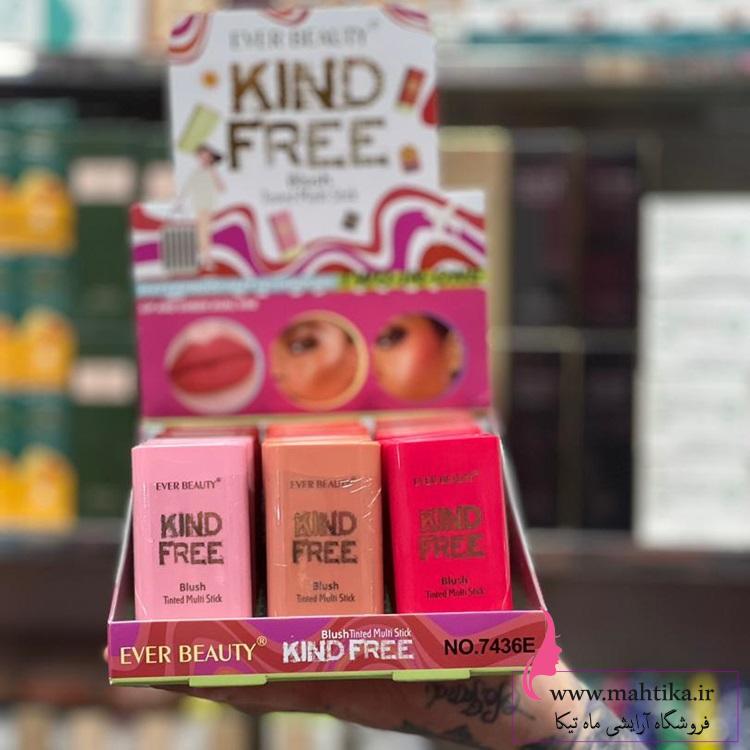 EVER BEAUTY®
KIND
FREE
Blush
Tinted Multi Stick
EVER BEAUTY®
KIND
FREE
Blush
Tinted Multi Stick
EVER BEAUTY®
KIND
FREE
Blush
Tinted Multi Stick
EVER BEAUTY®
KIND
FREE
Blush
Tinted Multi Stick
EVER BEAUTY®
Blush Tinted Multi Stick
KIND FREE
NO.7436E
www.mahtika.ir
فروشگاه آرایشی ماه تیکا